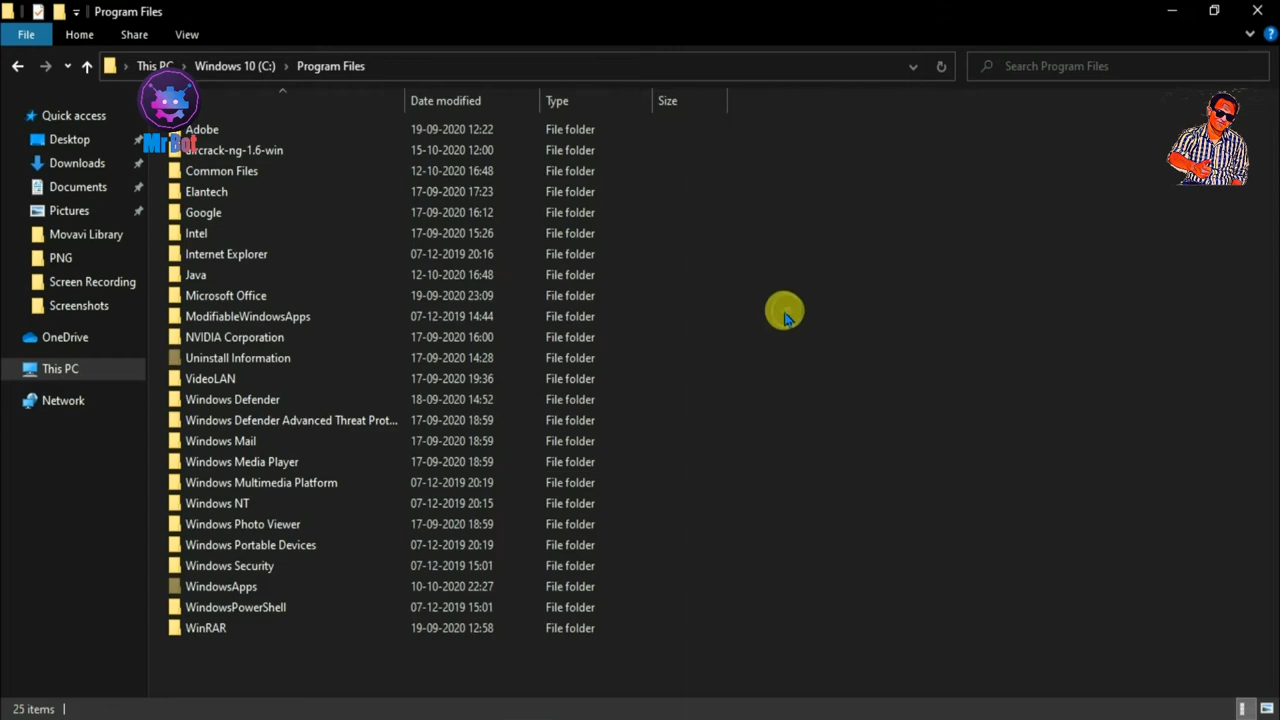 Program Files
File Home Share View
This PC Windows 10 (C:) Program Files Search Program Files
Mr Bot
Date modified Type Size
Quick access
Desktop
Downloads
Documents
Pictures
Movavi Library
PNG
Screen Recording
Screenshots
OneDrive
This PC
Network
Adobe 19-09-2020 12:22 File folder
aircrack-ng-1.6-win 15-10-2020 12:00 File folder
Common Files 12-10-2020 16:48 File folder
Elantech 17-09-2020 17:23 File folder
Google 17-09-2020 16:12 File folder
Intel 17-09-2020 15:26 File folder
Internet Explorer 07-12-2019 20:16 File folder
Java 12-10-2020 16:48 File folder
Microsoft Office 19-09-2020 23:09 File folder
ModifiableWindowsApps 07-12-2019 14:44 File folder
NVIDIA Corporation 17-09-2020 16:00 File folder
Uninstall Information 17-09-2020 14:28 File folder
VideoLAN 17-09-2020 19:36 File folder
Windows Defender 18-09-2020 14:52 File folder
Windows Defender Advanced Threat Prot... 17-09-2020 18:59 File folder
Windows Mail 17-09-2020 18:59 File folder
Windows Media Player 17-09-2020 18:59 File folder
Windows Multimedia Platform 07-12-2019 20:19 File folder
Windows NT 07-12-2019 20:15 File folder
Windows Photo Viewer 17-09-2020 18:59 File folder
Windows Portable Devices 07-12-2019 20:19 File folder
Windows Security 07-12-2019 15:01 File folder
WindowsApps 10-10-2020 22:27 File folder
WindowsPowerShell 07-12-2019 15:01 File folder
WinRAR 19-09-2020 12:58 File folder
25 items